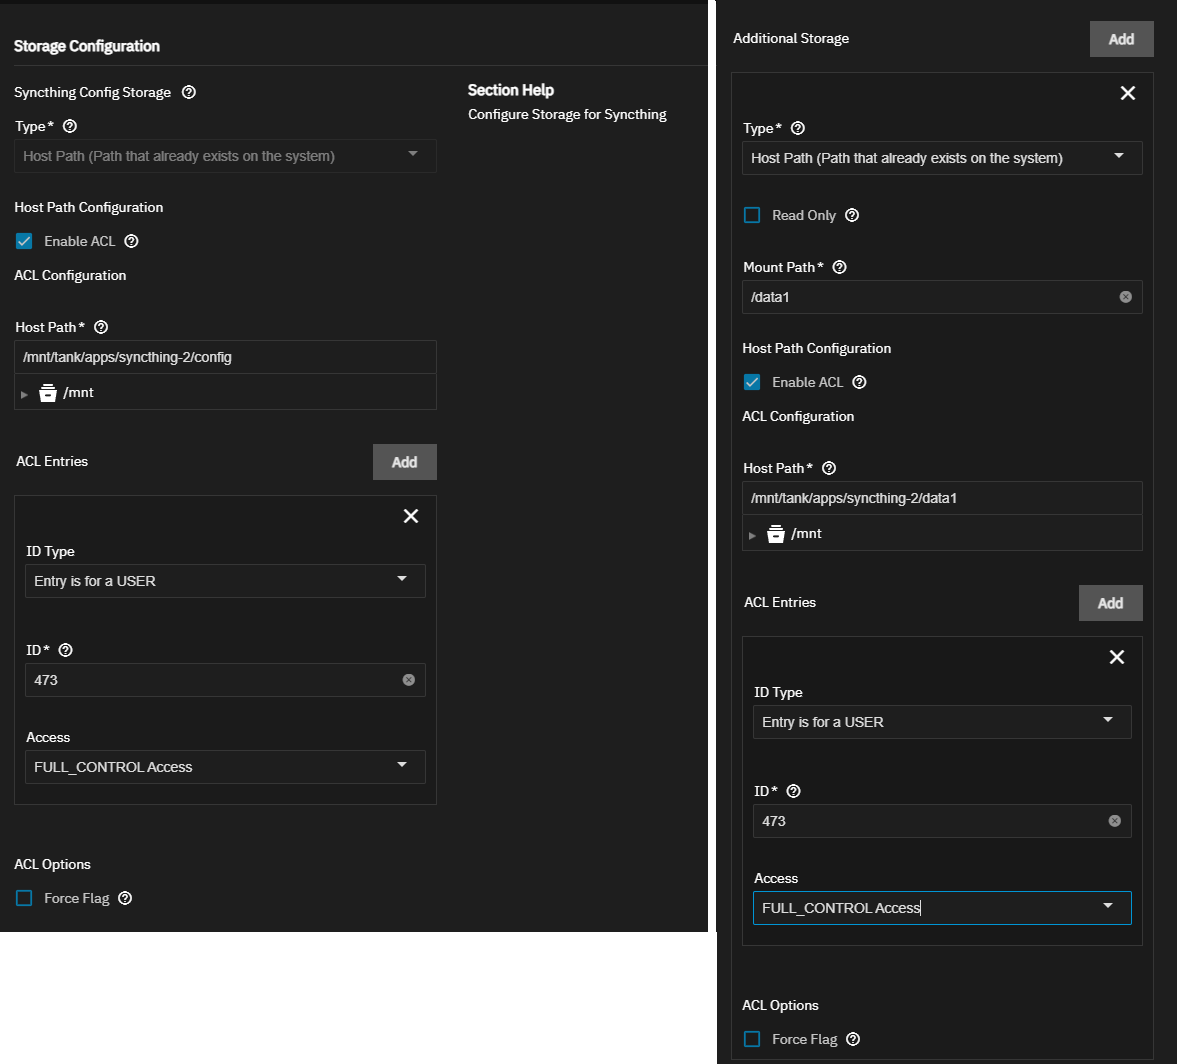 Storage Configuration
Syncthing Config Storage
Type*
Host Path (Path that already exists on the system)
Host Path Configuration
Enable ACL
ACL Configuration
Host Path*
/mnt/tank/apps/syncthing-2/config
/mnt
ACL Entries
Add
ID Type
Entry is for a USER
ID*
473
Access
FULL_CONTROL Access
ACL Options
Force Flag
Section Help
Configure Storage for Syncthing
Additional Storage
Add
Type*
Host Path (Path that already exists on the system)
Read Only
Mount Path*
/data1
Host Path Configuration
Enable ACL
ACL Configuration
Host Path*
/mnt/tank/apps/syncthing-2/data1
/mnt
ACL Entries
Add
ID Type
Entry is for a USER
ID*
473
Access
FULL_CONTROL Access
ACL Options
Force Flag